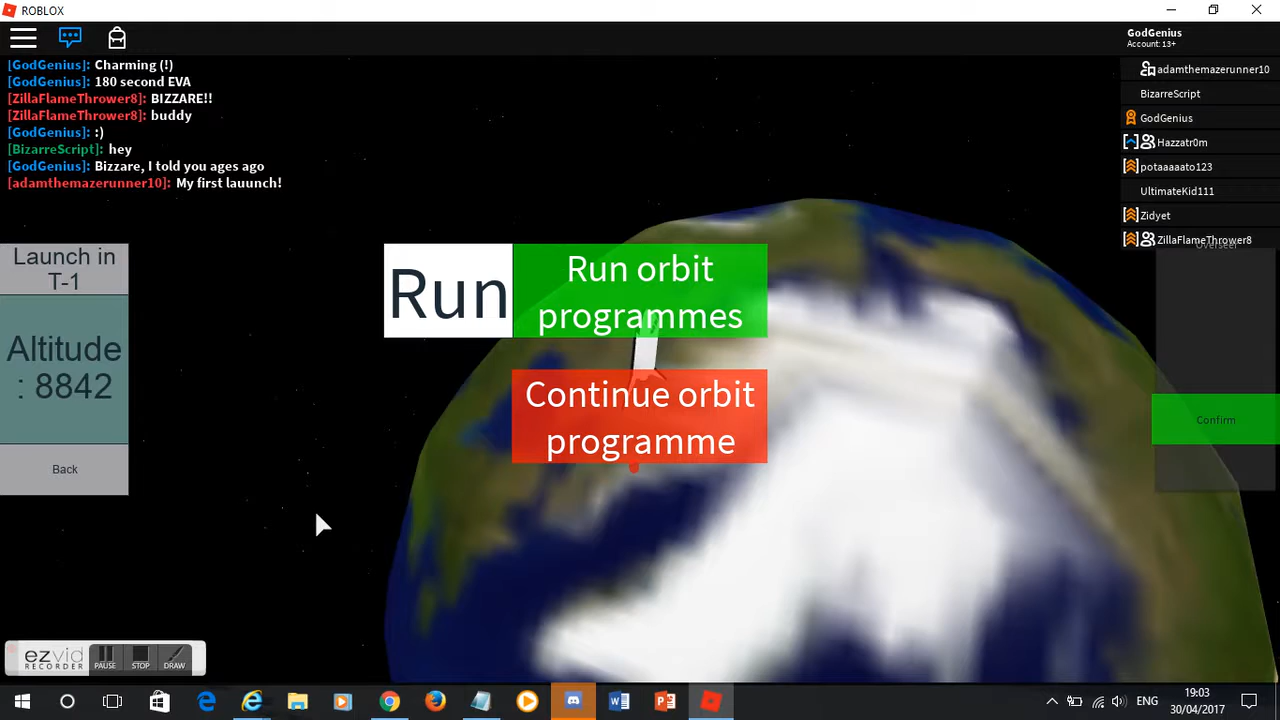 ROBLOX
GodGenius
Account: 13+
[GodGenius]: Charming (!)
[GodGenius]: 180 second EVA
[ZillaFlameThrower8]: BIZZARE!!
[ZillaFlameThrower8]: buddy
[GodGenius]: :)
[BizarreScript]: hey
[GodGenius]: Bizzare, I told you ages ago
[adamthemazerunner10]: My first lauunch!
adamthemazerunner10
BizarreScript
GodGenius
Hazzatr0m
potaaaaato123
UltimateKid111
Zidyet
ZillaFlameThrower8
Overseer
Launch in
T-1
Altitude
: 8842
Back
Run
Run orbit
programmes
Continue orbit
programme
Confirm
ezvid
RECORDER
PAUSE
STOP
DRAW
ENG
19:03
30/04/2017